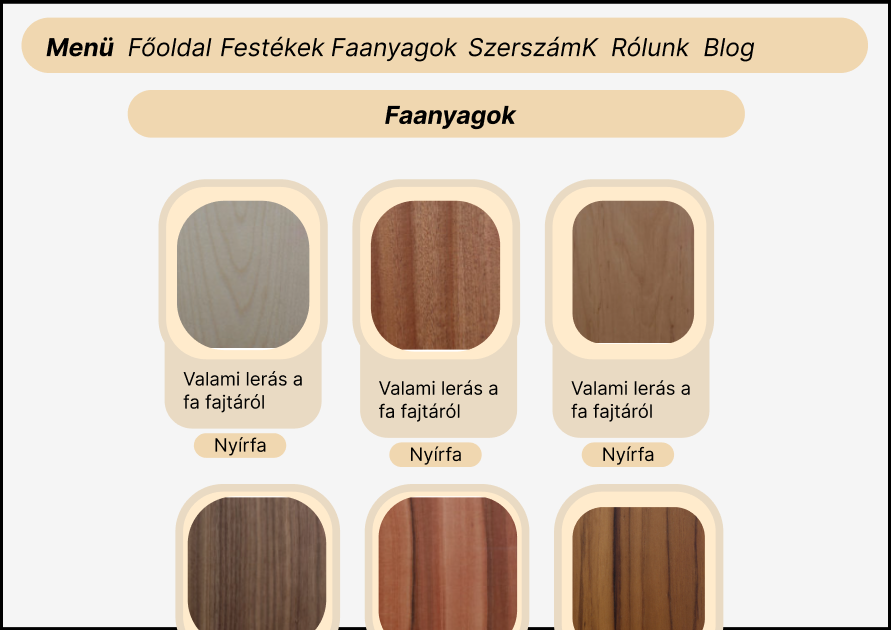 Menü Főoldal Festékek Faanyagok SzerszámK Rólunk Blog
Faanyagok
Valami lerás a
fa fajtáról
Nyírfa
Valami lerás a
fa fajtáról
Nyírfa
Valami lerás a
fa fajtáról
Nyírfa